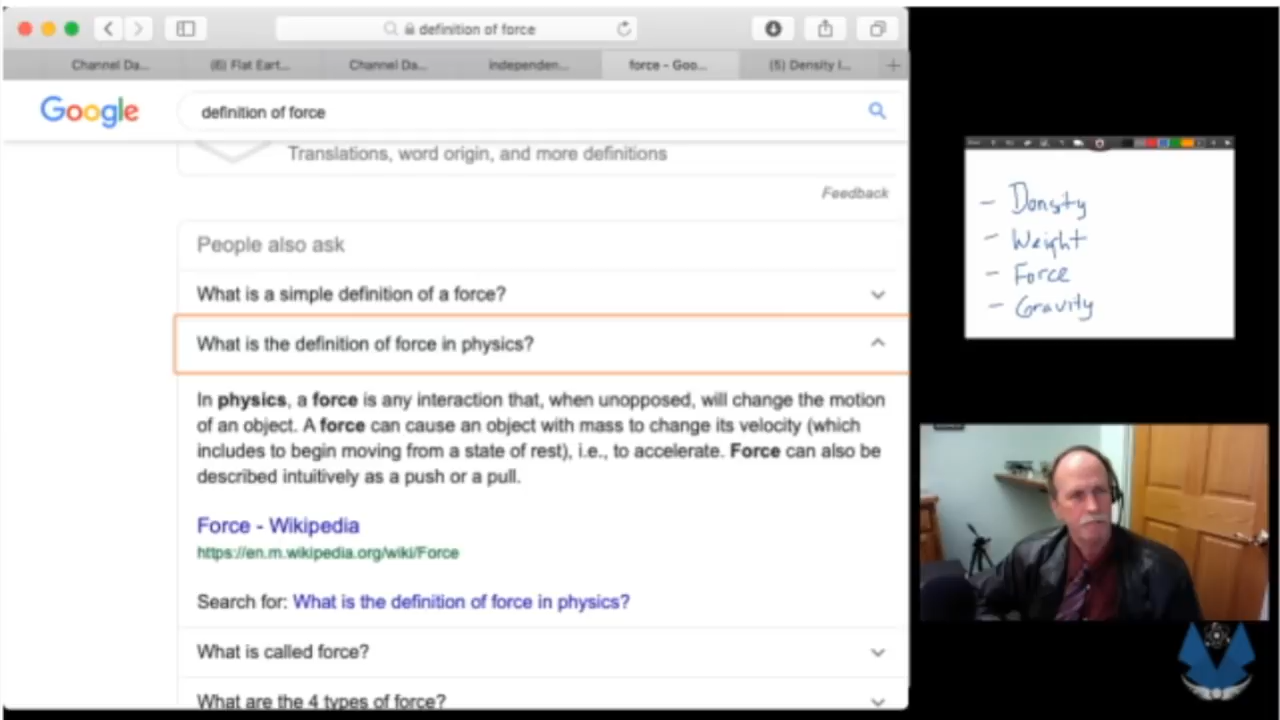 definition of force
Channel Da...
(6) Flat Eart...
Channel Da...
independen...
force - Goo...
(5) Density I...
Google
definition of force
Translations, word origin, and more definitions
Feedback
People also ask
What is a simple definition of a force?
What is the definition of force in physics?
In physics, a force is any interaction that, when unopposed, will change the motion
of an object. A force can cause an object with mass to change its velocity (which
includes to begin moving from a state of rest), i.e., to accelerate. Force can also be
described intuitively as a push or a pull.
Force - Wikipedia
https://en.m.wikipedia.org/wiki/Force
Search for: What is the definition of force in physics?
What is called force?
What are the 4 types of force?
- Density
- Weight
- Force
- Gravity